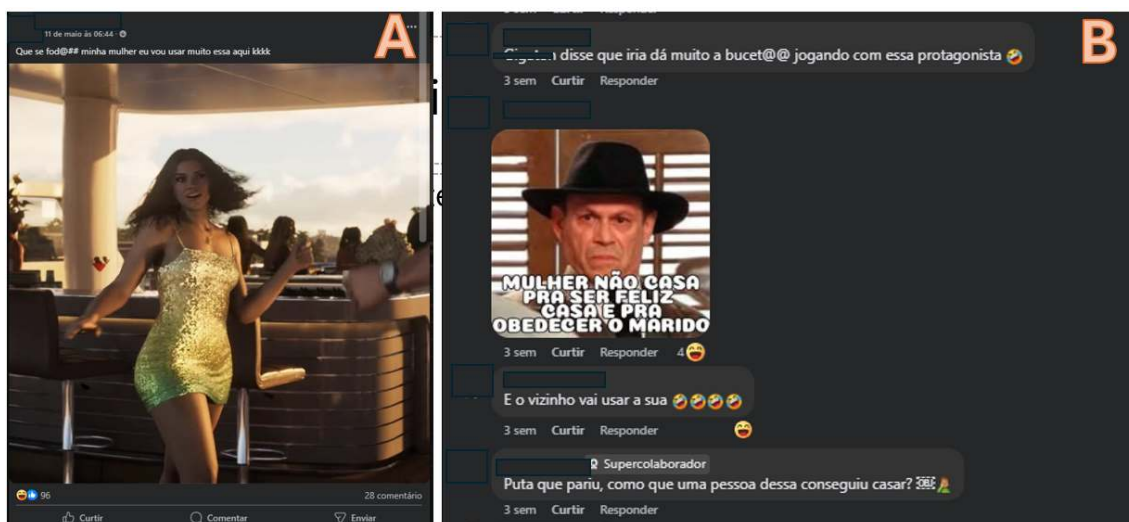 11 de maio às 06:44 ·
A
Que se fod@## minha mulher eu vou usar muito essa aqui kkkk
96
28 comentário
Curtir
Comentar
Enviar
B
disse que iria dá muito a bucet@@ jogando com essa protagonista 🤣
3 sem Curtir Responder
MULHER NÃO CASA
PRA SER FELIZ
CASA E PRA
OBEDECER O MARIDO
3 sem Curtir Responder 4
E o vizinho vai usar a sua 🤣🤣🤣🤣
3 sem Curtir Responder
Supercolaborador
Puta que pariu, como que uma pessoa dessa conseguiu casar?
3 sem Curtir Responder